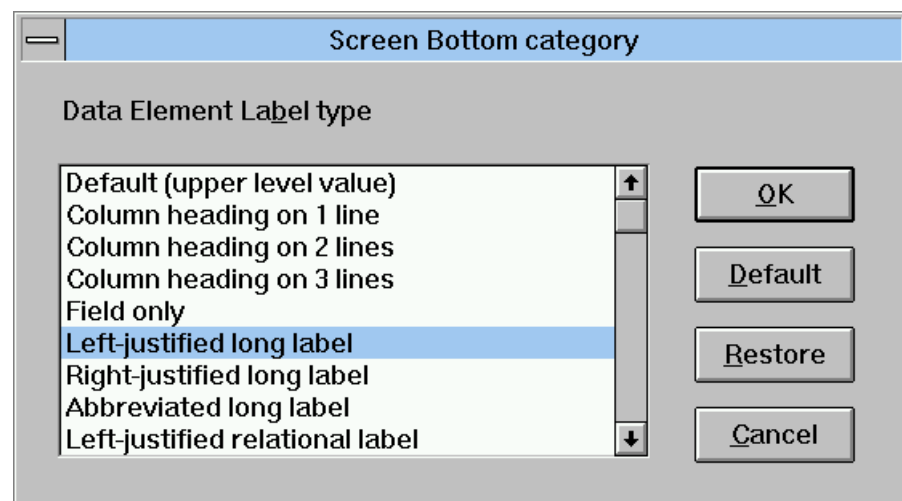 Screen Bottom category
Data Element Label type
Default (upper level value)
Column heading on 1 line
Column heading on 2 lines
Column heading on 3 lines
Field only
Left-justified long label
Right-justified long label
Abbreviated long label
Left-justified relational label
OK
Default
Restore
Cancel